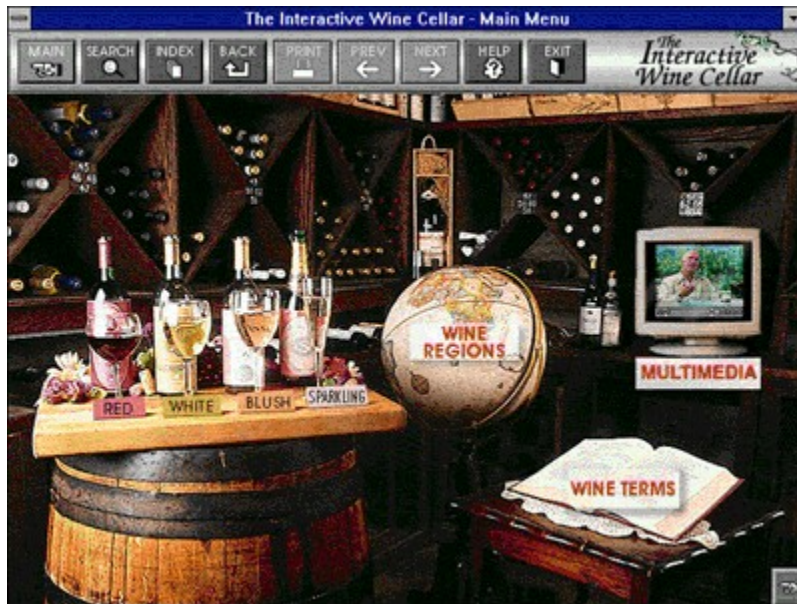 The Interactive Wine Cellar - Main Menu
MAIN
SEARCH
INDEX
BACK
PRINT
PREV
NEXT
HELP
EXIT
The
Interactive
Wine Cellar
WINE
REGIONS
MULTIMEDIA
RED
WHITE
BLUSH
SPARKLING
WINE TERMS